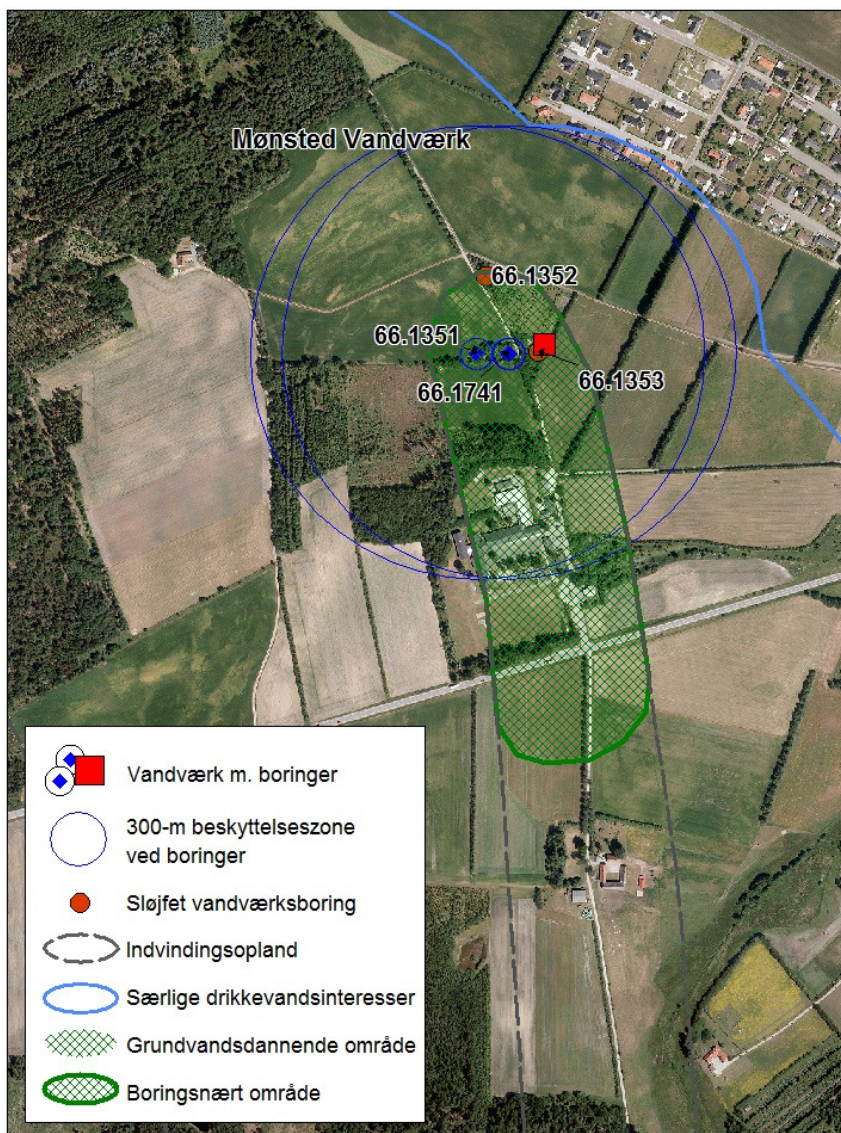 Mønsted Vandværk
66.1352
66.1351
66.1741
66.1353
Vandværk m. boringer
300-m beskyttelseszone
ved boringer
Sløjfet vandværksboring
Indvindingsopland
Særlige drikkevandsinteresser
Grundvandsdannende område
Boringsnært område